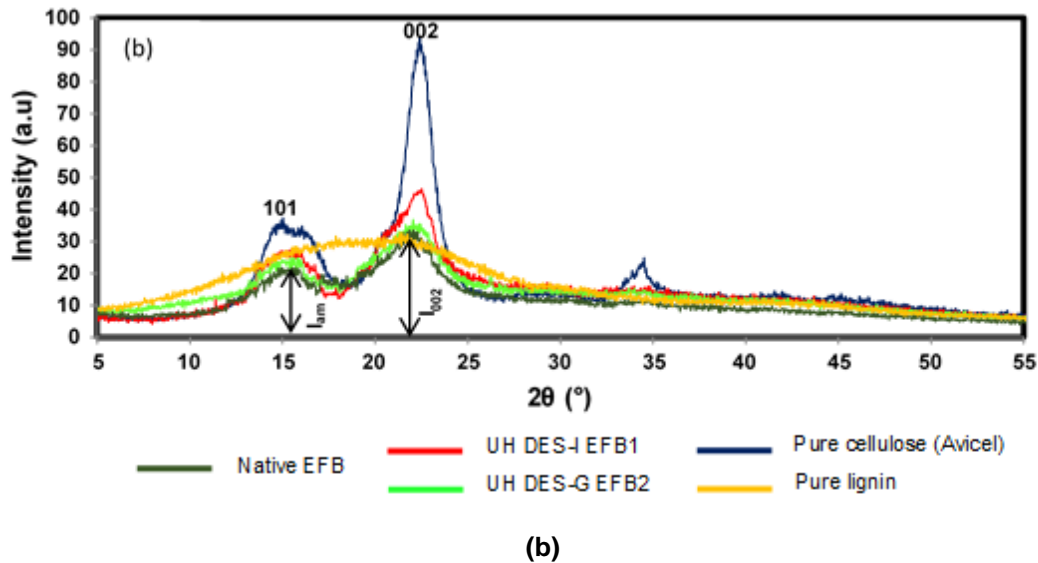 100
90
80
70
60
50
40
30
20
10
0
Intensity (a.u)
(b)
002
101
Iam
I002
5 10 15 20 25 30 35 40 45 50 55
2θ (°)
Native EFB
UH DES-I EFB1
UH DES-G EFB2
Pure cellulose (Avicel)
Pure lignin
(b)